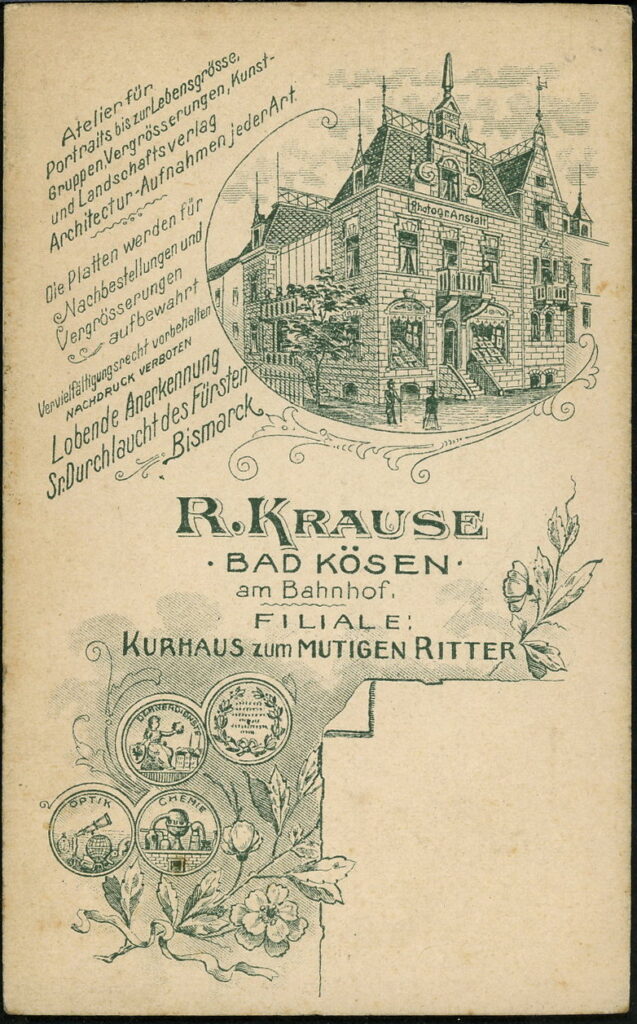 Atelier für
Portraits bis zur Lebensgrösse,
Gruppen, Vergrösserungen, Kunst-
und Landschaftsverlag
Architectur-Aufnahmen jeder Art.
Die Platten werden für
Nachbestellungen und
Vergrösserungen
aufbewahrt
Vervielfältigungsrecht vorbehalten
NACHDRUCK VERBOTEN
Lobende Anerkennung
Sr. Durchlaucht des Fürsten
Bismarck.
Photogr. Anstalt
R. KRAUSE
· BAD KÖSEN ·
am Bahnhof.
FILIALE:
KURHAUS zum MUTIGEN RITTER
DEM VERDIENSTE
OPTIK
CHEMIE